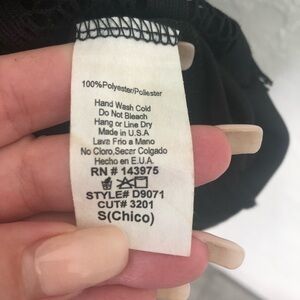 100%Polyester/Poliester
Hand Wash Cold
Do Not Bleach
Hang or Line Dry
Made in U.S.A
Lava Frio a Mano
No Cloro,Secar Colgado
Hecho en E.U.A.
RN # 143975
STYLE# D9071
CUT# 3201
S(Chico)